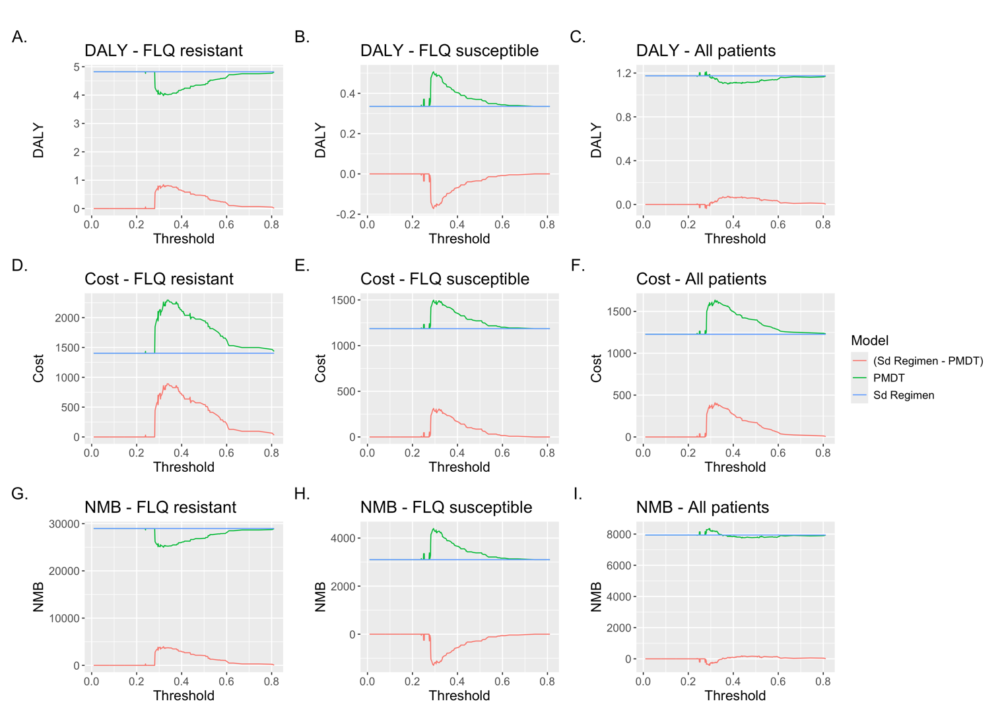 A.
DALY - FLQ resistant
5
4
3
2
1
0
DALY
0.0 0.2 0.4 0.6 0.8
Threshold
B.
DALY - FLQ susceptible
0.4
0.2
0.0
-0.2
DALY
0.0 0.2 0.4 0.6 0.8
Threshold
C.
DALY - All patients
1.2
0.8
0.4
0.0
DALY
0.0 0.2 0.4 0.6 0.8
Threshold
D.
Cost - FLQ resistant
2000
1500
1000
500
0
Cost
0.0 0.2 0.4 0.6 0.8
Threshold
E.
Cost - FLQ susceptible
1500
1000
500
0
Cost
0.0 0.2 0.4 0.6 0.8
Threshold
F.
Cost - All patients
1500
1000
500
0
Cost
0.0 0.2 0.4 0.6 0.8
Threshold
Model
(Sd Regimen - PMDT)
PMDT
Sd Regimen
G.
NMB - FLQ resistant
30000
20000
10000
0
NMB
0.0 0.2 0.4 0.6 0.8
Threshold
H.
NMB - FLQ susceptible
4000
2000
0
NMB
0.0 0.2 0.4 0.6 0.8
Threshold
I.
NMB - All patients
8000
6000
4000
2000
0
NMB
0.0 0.2 0.4 0.6 0.8
Threshold